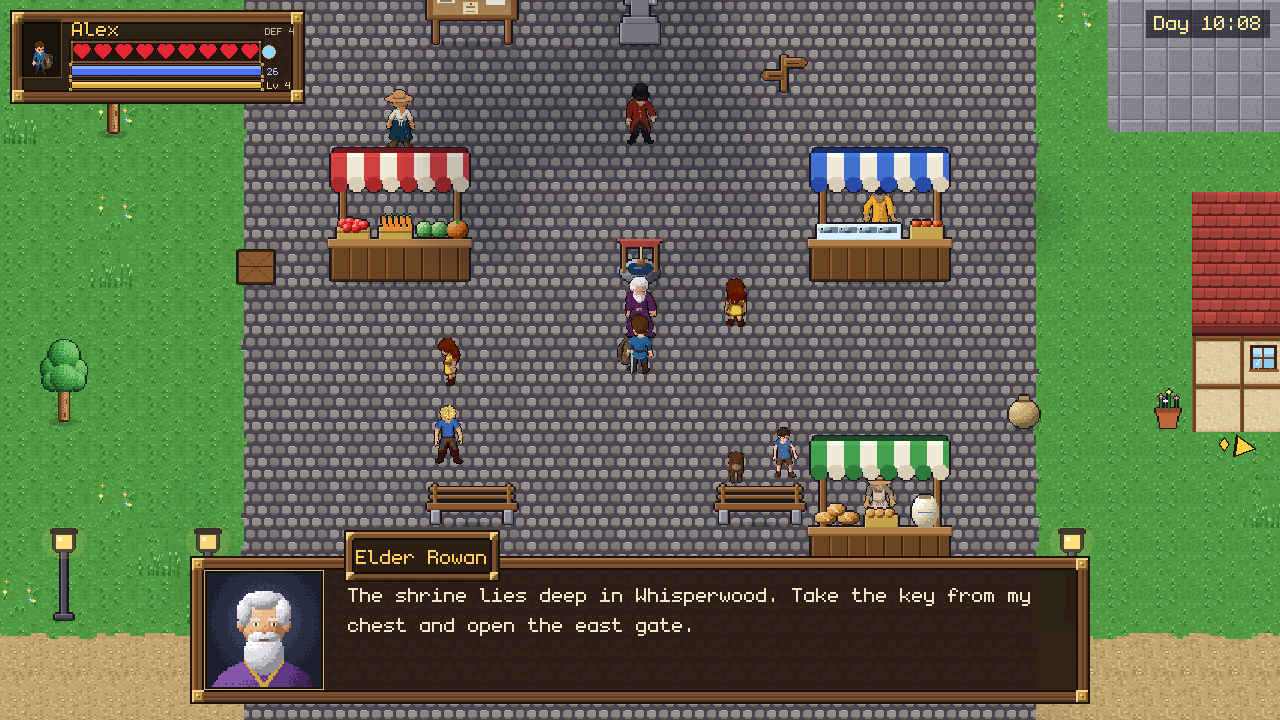 Alex
DEF 4
26
Lv 4
Day 10:08
Elder Rowan
The shrine lies deep in Whisperwood. Take the key from my
chest and open the east gate.